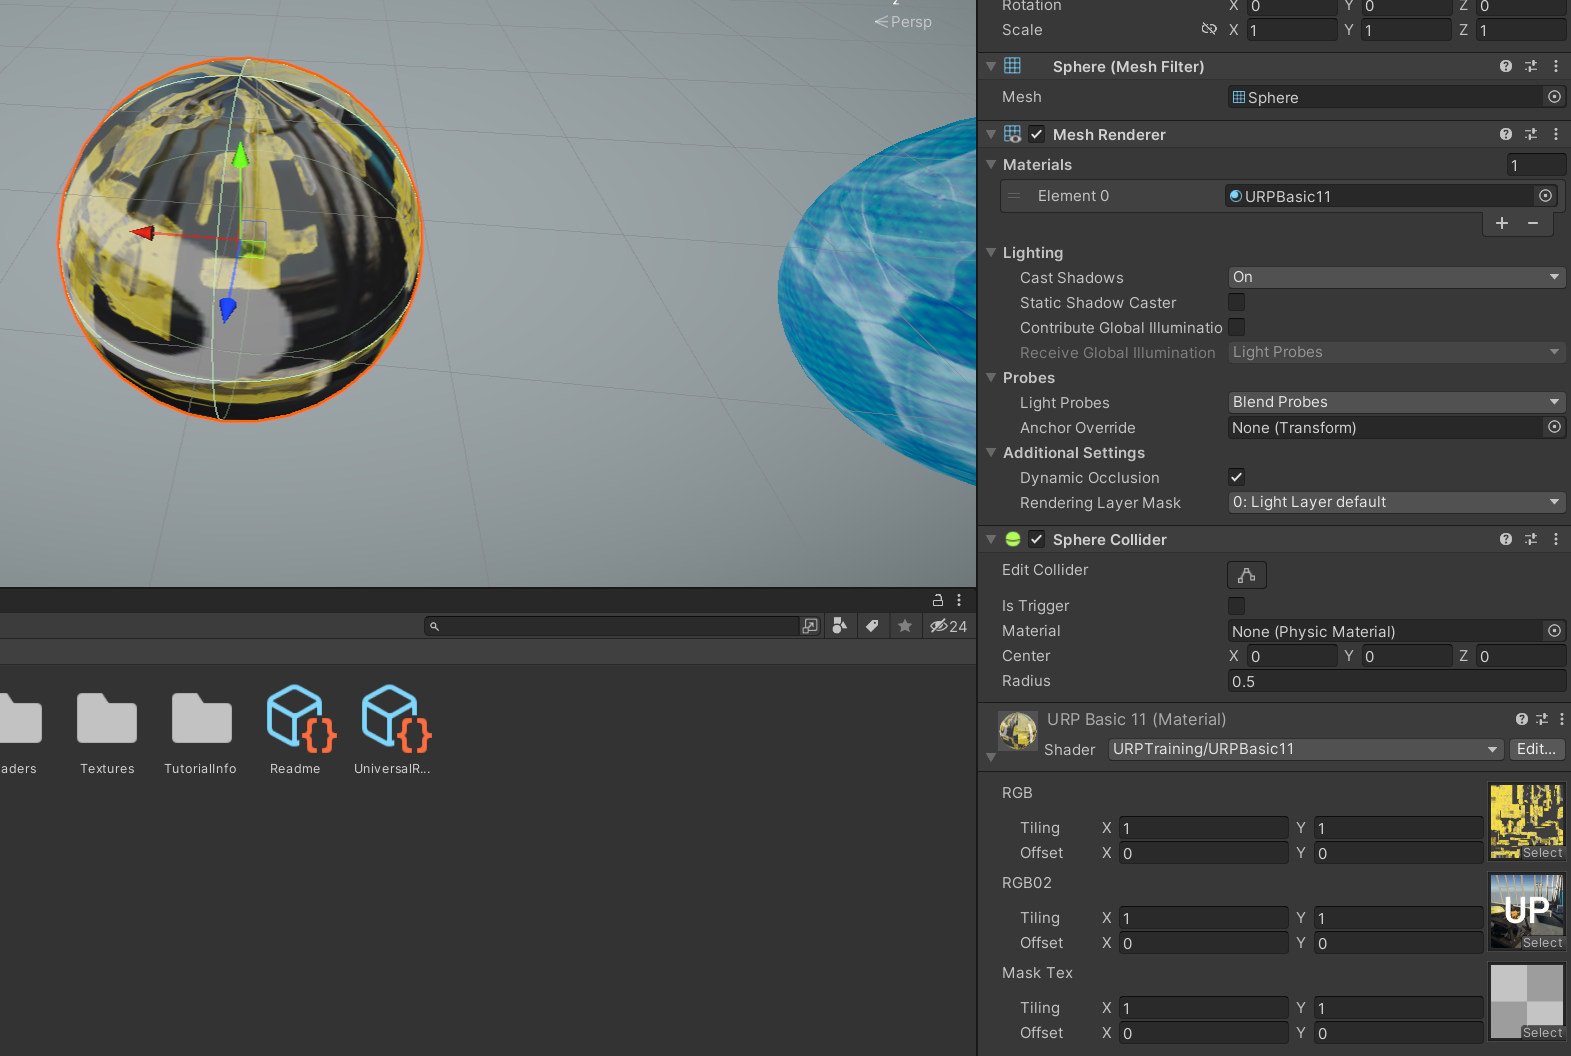 z
Persp
Rotation X 0 Y 0 Z 0
Scale X 1 Y 1 Z 1
Sphere (Mesh Filter)
Mesh Sphere
Mesh Renderer
Materials 1
Element 0 URPBasic11
+ −
Lighting
Cast Shadows On
Static Shadow Caster
Contribute Global Illuminatio
Receive Global Illumination Light Probes
Probes
Light Probes Blend Probes
Anchor Override None (Transform)
Additional Settings
Dynamic Occlusion
Rendering Layer Mask 0: Light Layer default
Sphere Collider
Edit Collider
Is Trigger
Material None (Physic Material)
Center X 0 Y 0 Z 0
Radius 0.5
URP Basic 11 (Material)
Shader URPTraining/URPBasic11 Edit...
RGB
Tiling X 1 Y 1
Offset X 0 Y 0
Select
RGB02
Tiling X 1 Y 1
Offset X 0 Y 0
UP
Select
Mask Tex
Tiling X 1 Y 1
Offset X 0 Y 0
Select
24
aders
Textures
TutorialInfo
Readme
UniversalR...